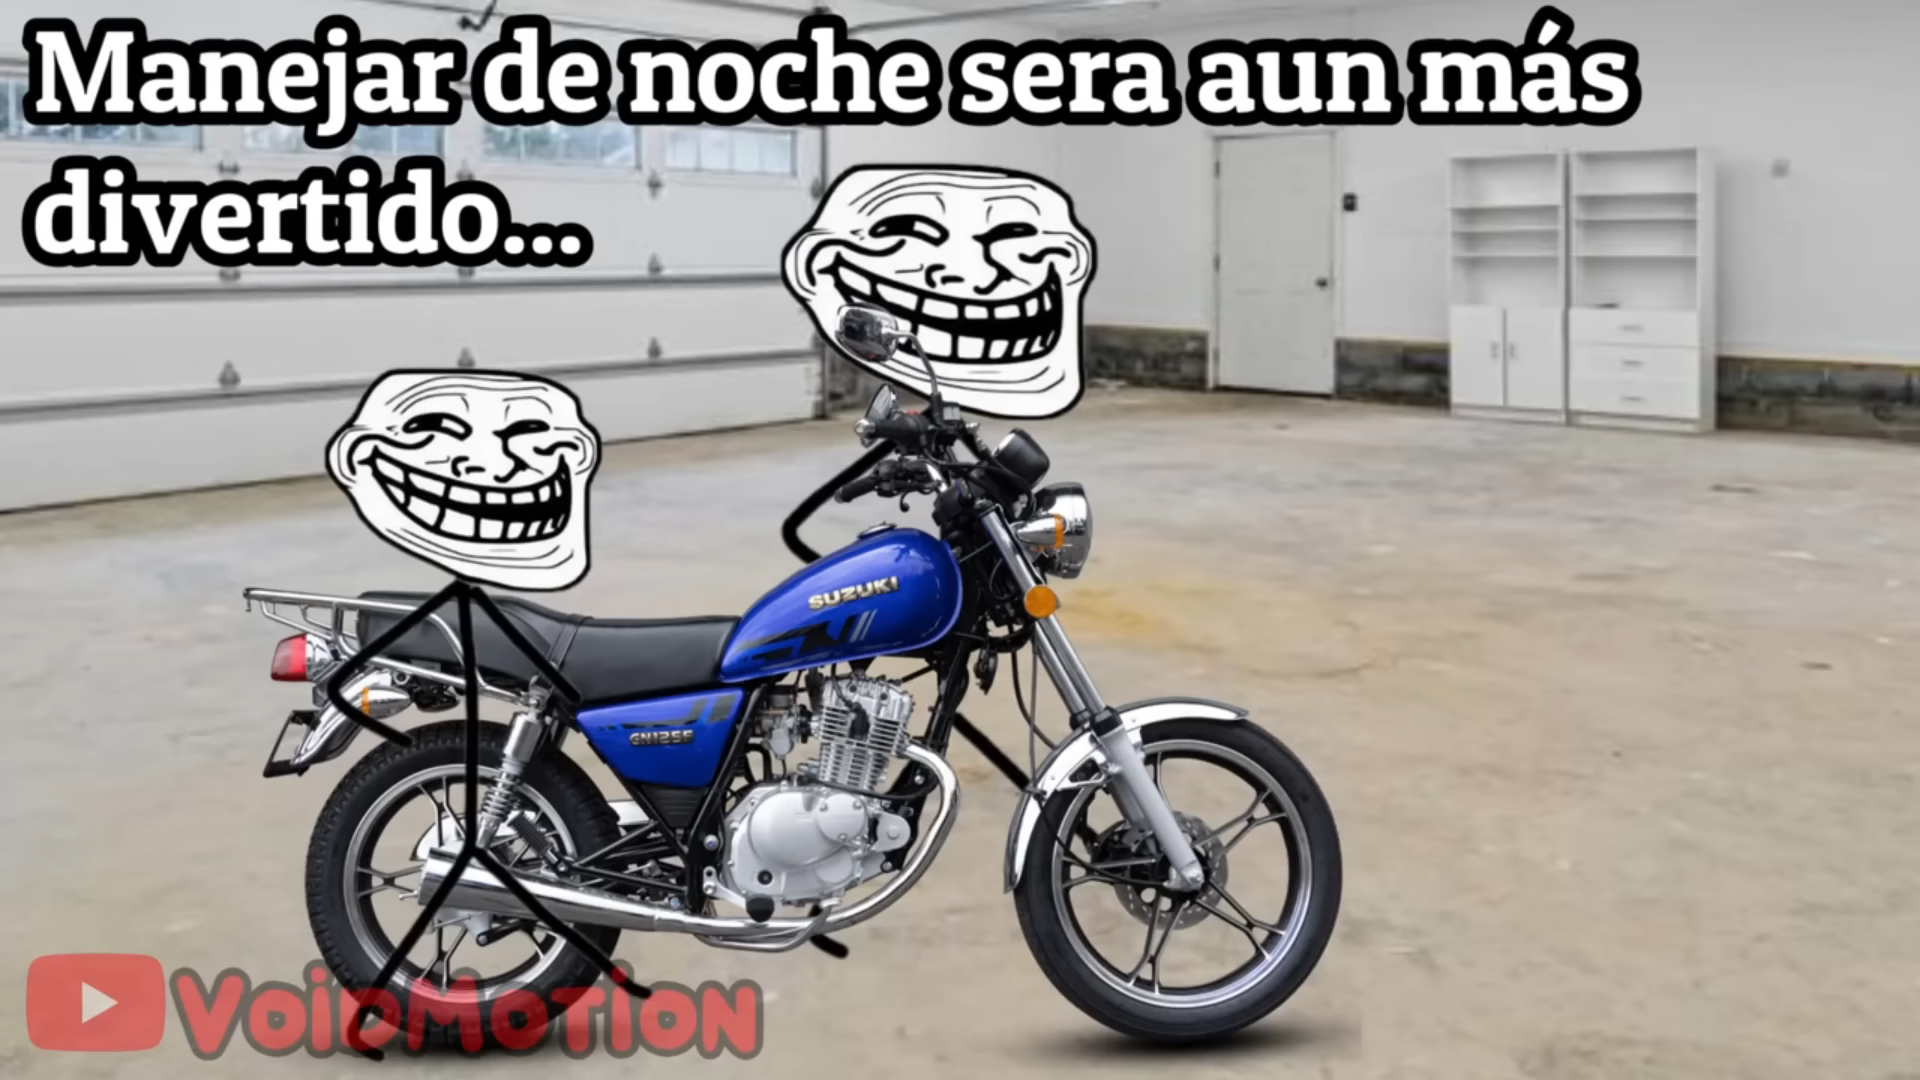 Manejar de noche sera aun más
divertido...
SUZUKI
GN125F
VOIDMOTION